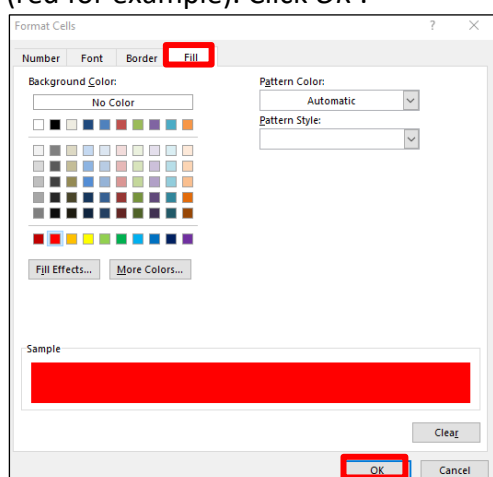 (red for example). Click OK .
Format Cells ? ×
Number Font Border Fill
Background Color: Pattern Color:
No Color Automatic
Pattern Style:
Fill Effects... More Colors...
Sample
Clear
OK Cancel